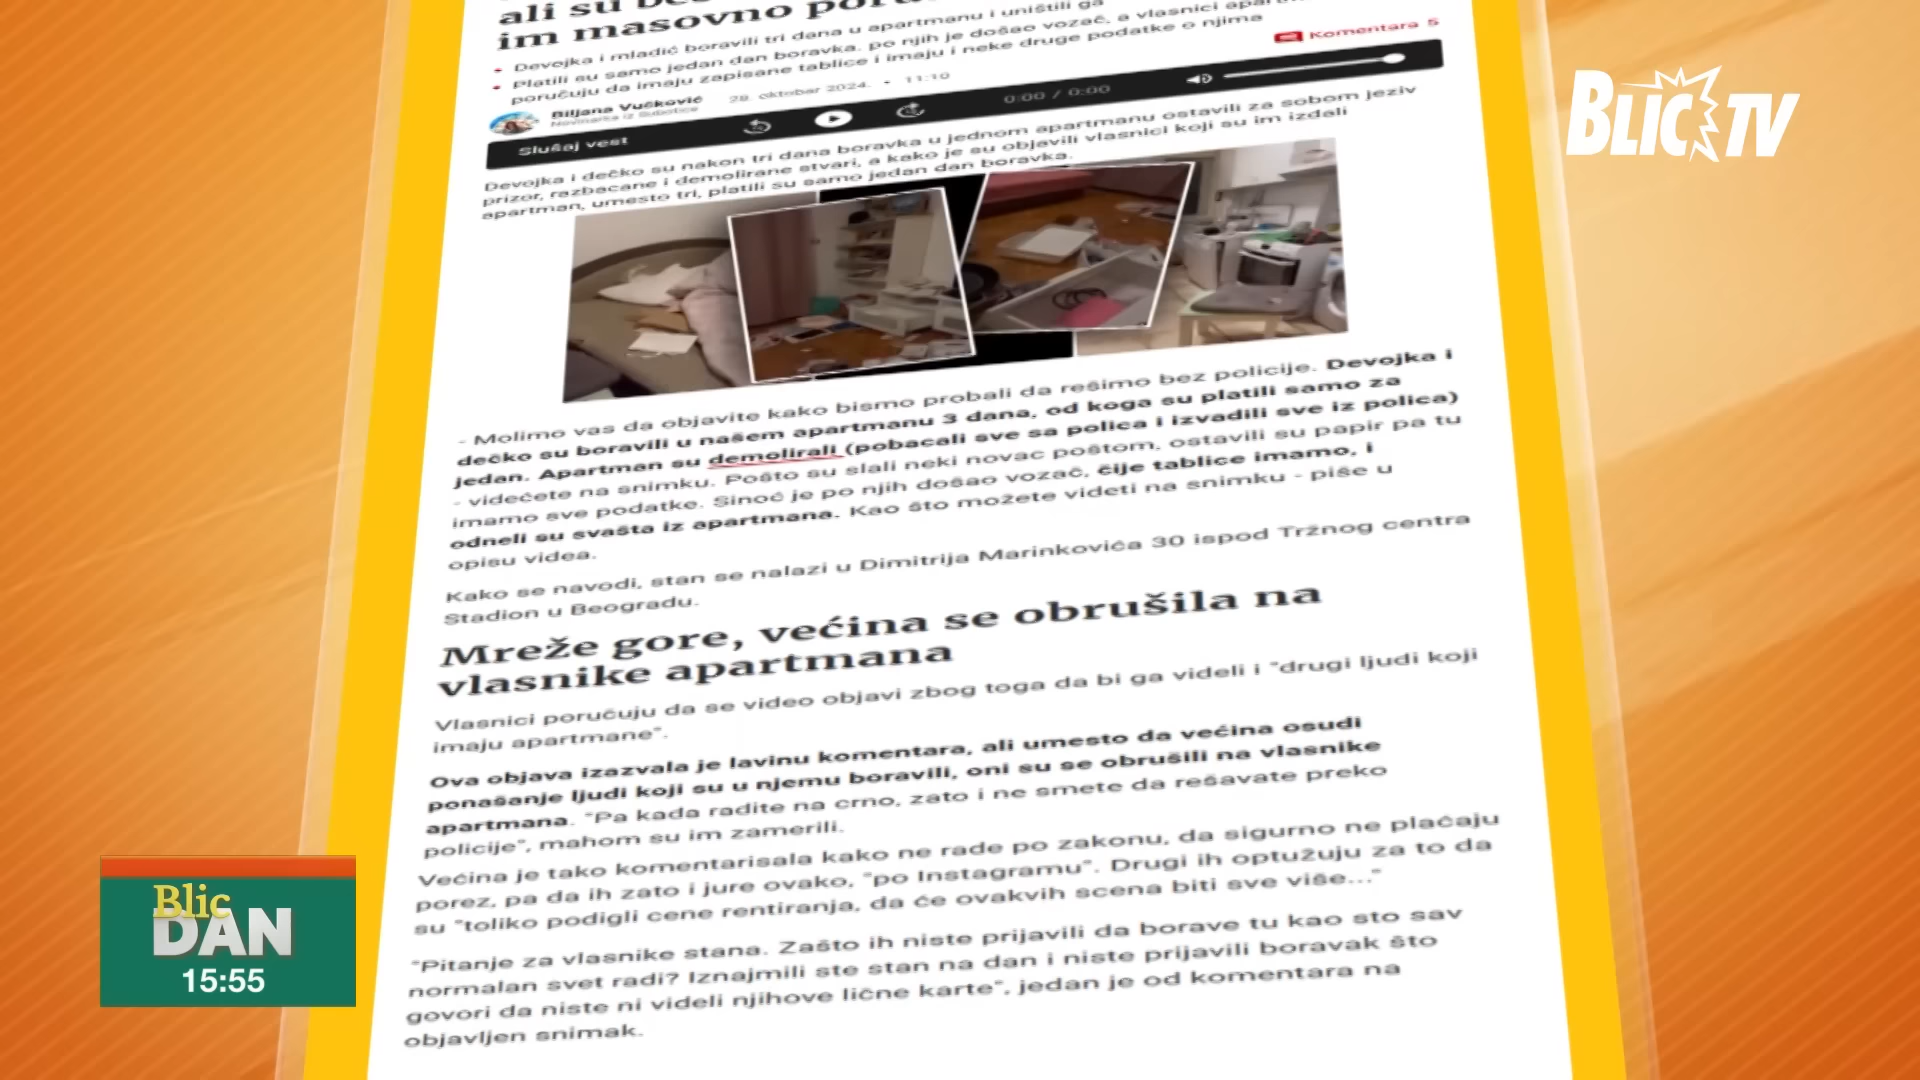 ali su
im masovno
Devojka i mladić boravili tri dana u apartmanu i uništili ga
Platili su samo jedan dan boravka, po njih je došao vozač, a vlasnici
poručuju da imaju zapisane tablice i imaju i neke druge podatke o njima
Komentara 5
Biljana Vušković
Novinarka iz Subotice
28. oktobar 2024. • 11:10
Slušaj vest
0:00 / 0:00
Devojka i dečko su nakon tri dana boravka u jednom apartmanu ostavili za sobom jeziv
prizor, razbacane i demolirane stvari, a kako je su objavili vlasnici koji su im izdali
apartman, umesto tri, platili su samo jedan dan boravka.
- Molimo vas da objavite kako bismo probali da rešimo bez policije. Devojka i
dečko su boravili u našem apartmanu 3 dana, od koga su platili samo za
jedan. Apartman su demolirali (pobacali sve sa polica i izvadili sve iz polica)
- videćete na snimku. Pošto su slali neki novac poštom, ostavili su papir pa tu
imamo sve podatke. Sinoć je po njih došao vozač, čije tablice imamo, i
odneli su svašta iz apartmana. Kao što možete videti na snimku - piše u
opisu videa.
Kako se navodi, stan se nalazi u Dimitrija Marinkovića 30 ispod Tržnog centra
Stadion u Beogradu.
Mreže gore, većina se obrušila na
vlasnike apartmana
Vlasnici poručuju da se video objavi zbog toga da bi ga videli i "drugi ljudi koji
imaju apartmane".
Ova objava izazvala je lavinu komentara, ali umesto da većina osudi
ponašanje ljudi koji su u njemu boravili, oni su se obrušili na vlasnike
apartmana. "Pa kada radite na crno, zato i ne smete da rešavate preko
policije", mahom su im zamerili.
Većina je tako komentarisala kako ne rade po zakonu, da sigurno ne plaćaju
porez, pa da ih zato i jure ovako, "po Instagramu". Drugi ih optužuju za to da
su "toliko podigli cene rentiranja, da će ovakvih scena biti sve više..."
"Pitanje za vlasnike stana. Zašto ih niste prijavili da borave tu kao sto sav
normalan svet radi? Iznajmili ste stan na dan i niste prijavili boravak što
govori da niste ni videli njihove lične karte", jedan je od komentara na
objavljen snimak.
BLIC TV
Blic
DAN
15:55